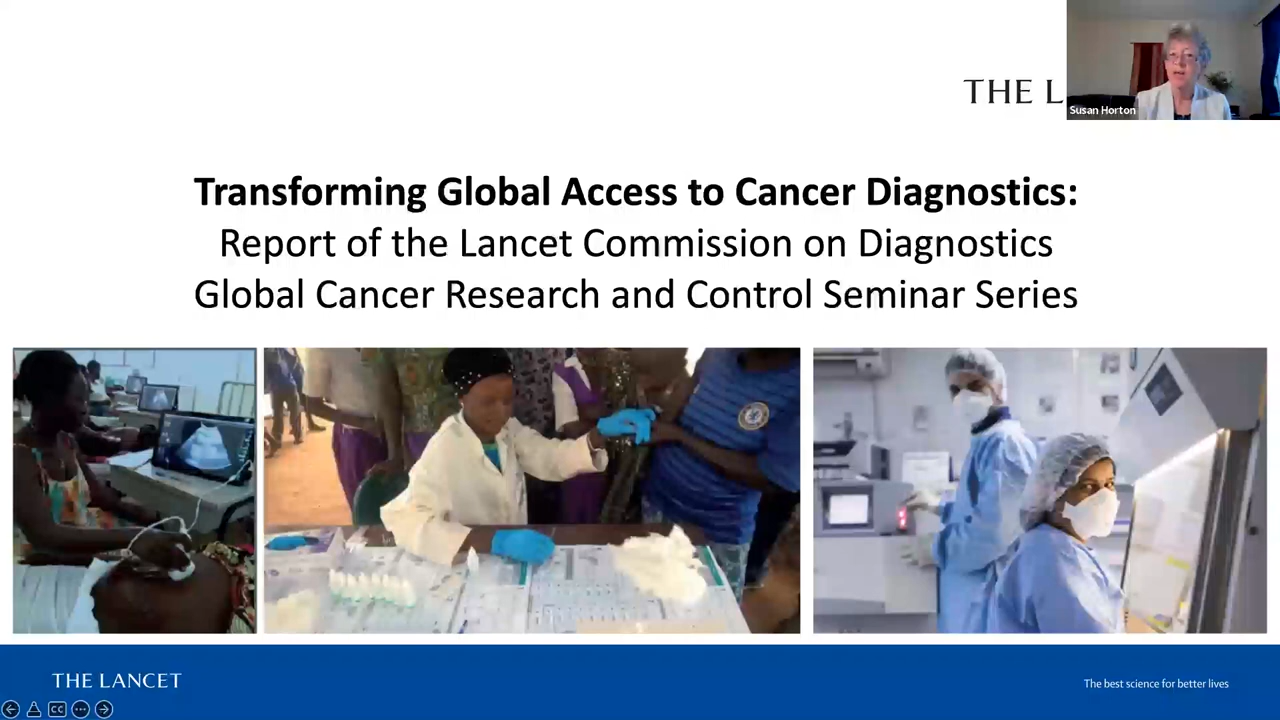 THE L
Susan Horton
Transforming Global Access to Cancer Diagnostics:
Report of the Lancet Commission on Diagnostics
Global Cancer Research and Control Seminar Series
THE LANCET
The best science for better lives
CC